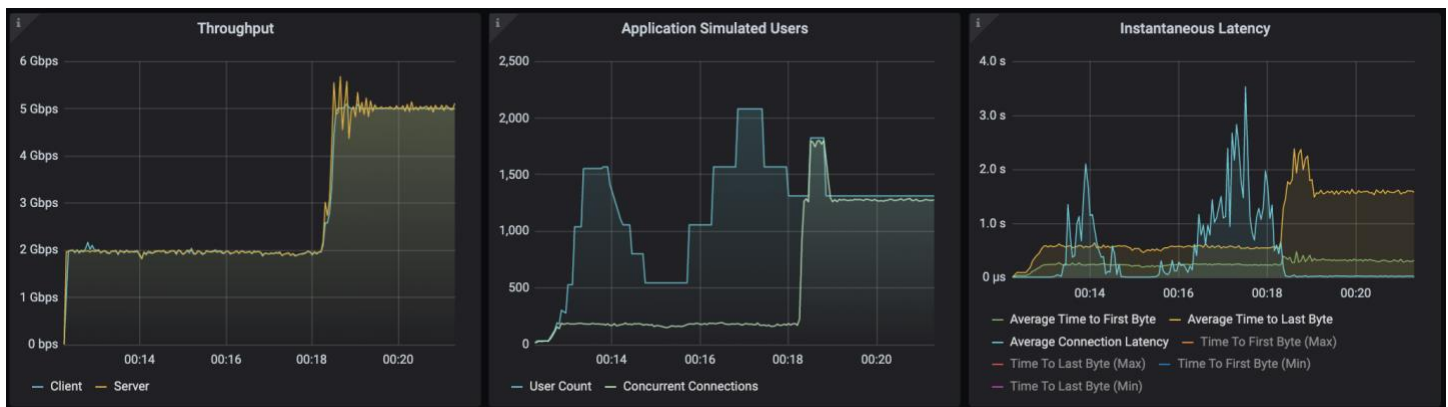 Throughput
6 Gbps
5 Gbps
4 Gbps
3 Gbps
2 Gbps
1 Gbps
0 bps
00:14 00:16 00:18 00:20
Client Server
Application Simulated Users
2,500
2,000
1,500
1,000
500
0
00:14 00:16 00:18 00:20
User Count Concurrent Connections
Instantaneous Latency
4.0 s
3.0 s
2.0 s
1.0 s
0 µs
00:14 00:16 00:18 00:20
Average Time to First Byte Average Time to Last Byte
Average Connection Latency Time To First Byte (Max)
Time To Last Byte (Max) Time To First Byte (Min)
Time To Last Byte (Min)